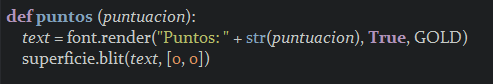 def puntos (puntuacion):
text = font.render("Puntos: " + str(puntuacion), True, GOLD)
superficie.blit(text, [0, 0])